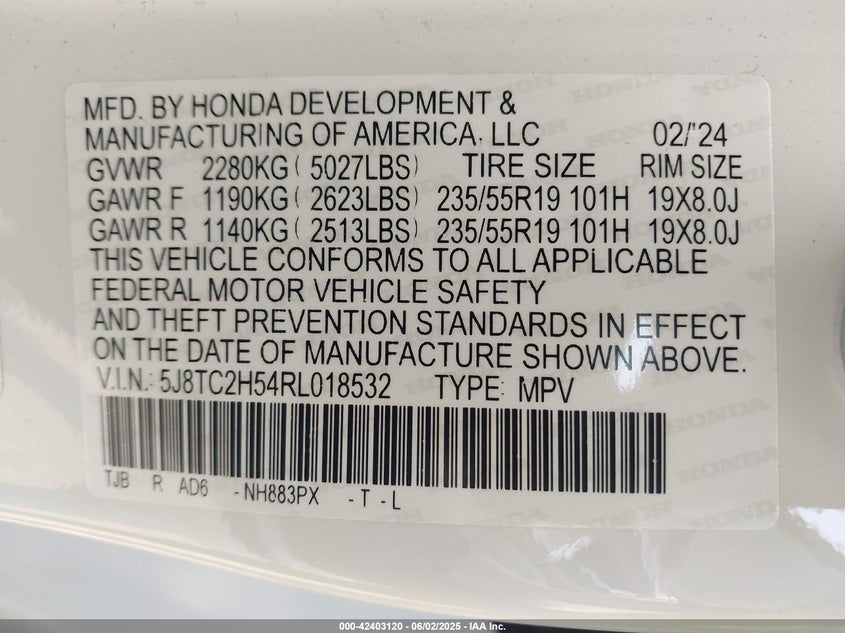 MFD. BY HONDA DEVELOPMENT &
MANUFACTURING OF AMERICA, LLC 02/'24
GVWR 2280KG ( 5027LBS) TIRE SIZE RIM SIZE
GAWR F 1190KG ( 2623LBS) 235/55R19 101H 19X8.0J
GAWR R 1140KG ( 2513LBS) 235/55R19 101H 19X8.0J
THIS VEHICLE CONFORMS TO ALL APPLICABLE
FEDERAL MOTOR VEHICLE SAFETY
AND THEFT PREVENTION STANDARDS IN EFFECT
ON THE DATE OF MANUFACTURE SHOWN ABOVE.
V.I.N.: 5J8TC2H54RL018532 TYPE: MPV
TJB R AD6 -NH883PX -T -L
000-42403120 - 06/02/2025 - IAA Inc.